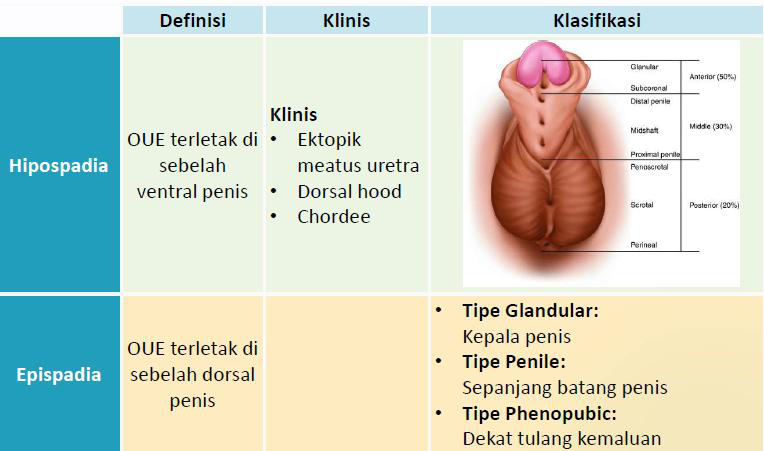 Definisi
Klinis
Klasifikasi
Hipospadia
OUE terletak di
sebelah
ventral penis
Klinis
• Ektopik
meatus uretra
• Dorsal hood
• Chordee
Glanular
Subcoronal
Anterior (50%)
Distal penile
Midshaft
Proximal penile
Middle (30%)
Penoscrotal
Scrotal
Perineal
Posterior (20%)
Epispadia
OUE terletak di
sebelah dorsal
penis
• Tipe Glandular:
Kepala penis
• Tipe Penile:
Sepanjang batang penis
• Tipe Phenopubic:
Dekat tulang kemaluan